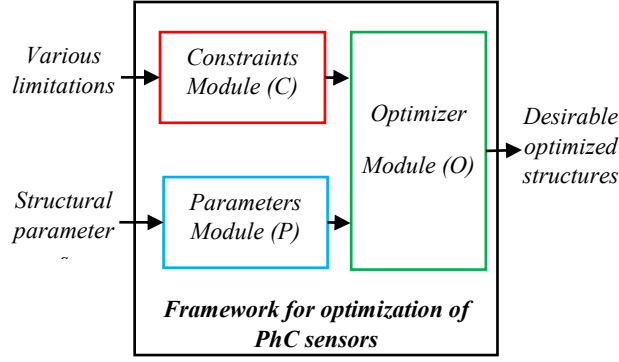 Various
limitations
Constraints
Module (C)
Optimizer
Module (O)
Desirable
optimized
structures
Structural
parameter
Parameters
Module (P)
Framework for optimization of
PhC sensors